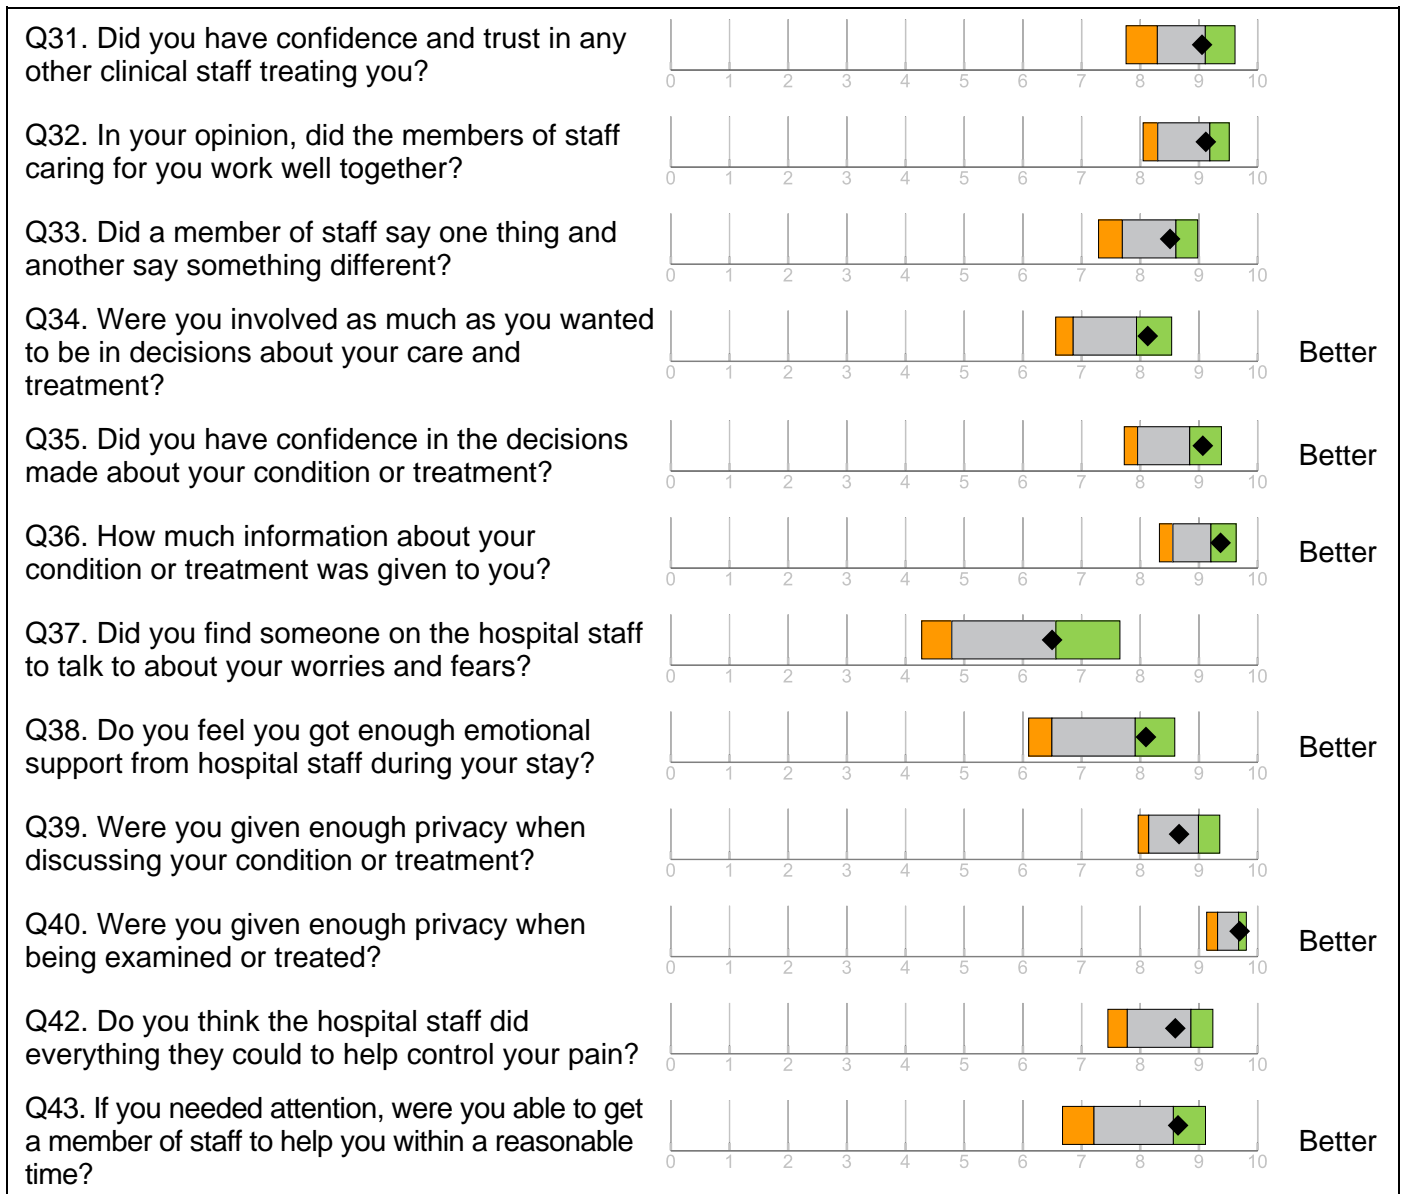 Q31. Did you have confidence and trust in any
other clinical staff treating you?
0 1 2 3 4 5 6 7 8 9 10
Q32. In your opinion, did the members of staff
caring for you work well together?
0 1 2 3 4 5 6 7 8 9 10
Q33. Did a member of staff say one thing and
another say something different?
0 1 2 3 4 5 6 7 8 9 10
Q34. Were you involved as much as you wanted
to be in decisions about your care and
treatment?
0 1 2 3 4 5 6 7 8 9 10
Better
Q35. Did you have confidence in the decisions
made about your condition or treatment?
0 1 2 3 4 5 6 7 8 9 10
Better
Q36. How much information about your
condition or treatment was given to you?
0 1 2 3 4 5 6 7 8 9 10
Better
Q37. Did you find someone on the hospital staff
to talk to about your worries and fears?
0 1 2 3 4 5 6 7 8 9 10
Q38. Do you feel you got enough emotional
support from hospital staff during your stay?
0 1 2 3 4 5 6 7 8 9 10
Better
Q39. Were you given enough privacy when
discussing your condition or treatment?
0 1 2 3 4 5 6 7 8 9 10
Q40. Were you given enough privacy when
being examined or treated?
0 1 2 3 4 5 6 7 8 9 10
Better
Q42. Do you think the hospital staff did
everything they could to help control your pain?
0 1 2 3 4 5 6 7 8 9 10
Q43. If you needed attention, were you able to get
a member of staff to help you within a reasonable
time?
0 1 2 3 4 5 6 7 8 9 10
Better